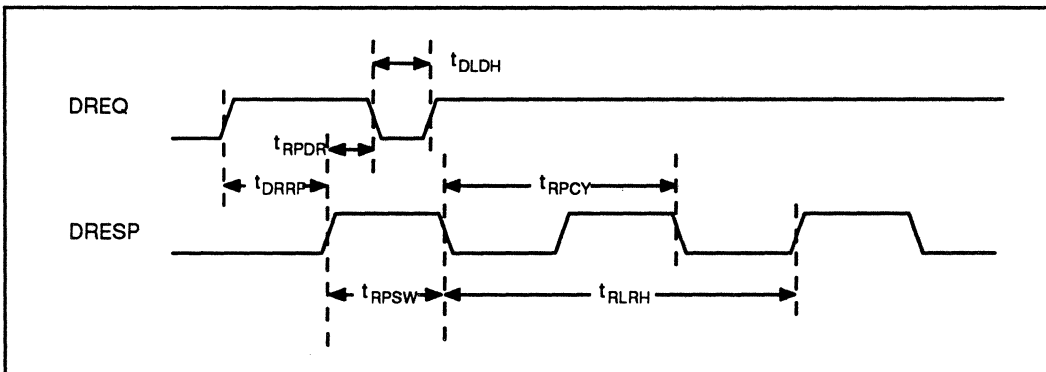 tDLDH
DREQ
tRPDR
tDRRP
tRPCY
DRESP
tRPSW
tRLRH